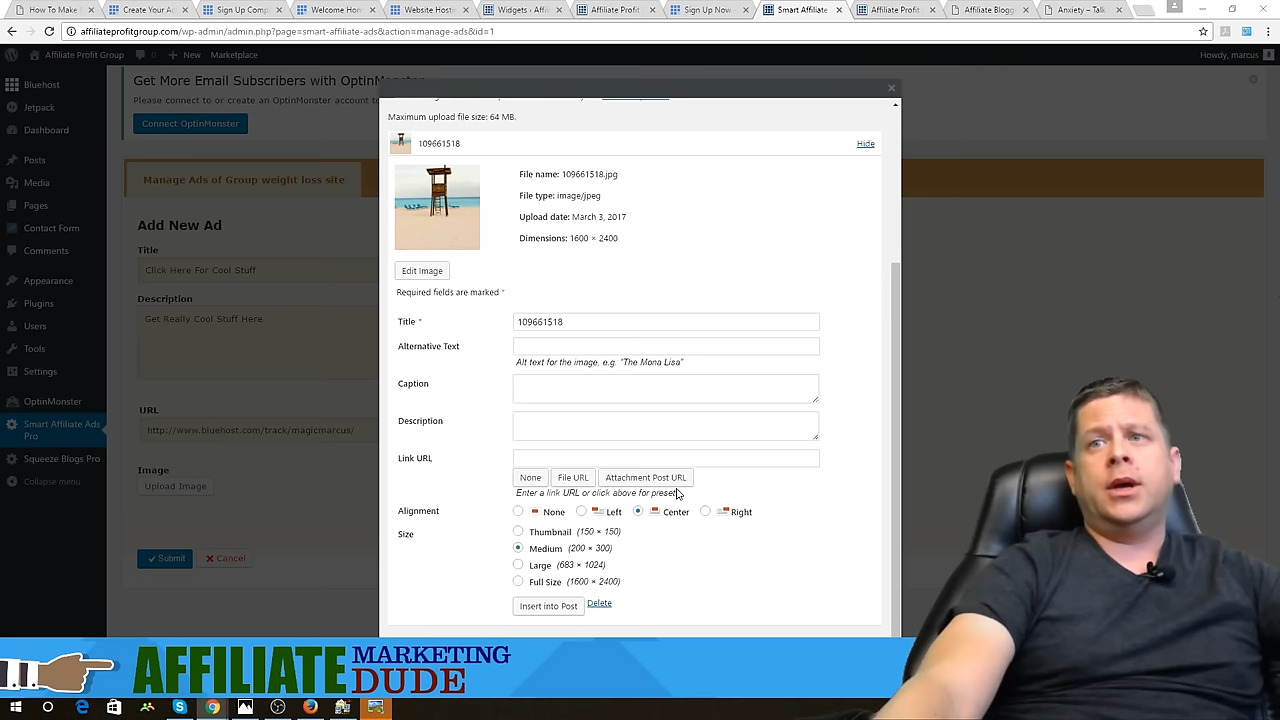 How To Make
Create Your Ac
Sign Up Comp
Welcome Hom
Website Hosti
Widgets ‹ Affil
Affiliate Profit
Sign Up Now -
Smart Affiliate
Affiliate Profit
Affiliate Blogg
Anxiety – Talk
affiliateprofitgroup.com/wp-admin/admin.php?page=smart-affiliate-ads&action=manage-ads&id=1
Affiliate Profit Group
0
New
Marketplace
Howdy, marcus
Bluehost
Jetpack
Dashboard
Posts
Media
Pages
Contact Form
Comments
Appearance
Plugins
Users
Tools
Settings
OptinMonster
Smart Affiliate Ads
Pro
Squeeze Blogs Pro
Collapse menu
Get More Email Subscribers with OptinMonster
Please connect to or create an OptinMonster account to
Connect OptinMonster
Manage Ads of Group weight loss site
Add New Ad
Title
Click Here For Cool Stuff
Description
Get Really Cool Stuff Here
URL
http://www.bluehost.com/track/magicmarcus/
Image
Upload Image
Submit
Cancel
Maximum upload file size: 64 MB.
109661518
Hide
File name: 109661518.jpg
File type: image/jpeg
Upload date: March 3, 2017
Dimensions: 1600 × 2400
Edit Image
Required fields are marked *
Title *
109661518
Alternative Text
Alt text for the image, e.g. “The Mona Lisa”
Caption
Description
Link URL
None
File URL
Attachment Post URL
Enter a link URL or click above for presets.
Alignment
None
Left
Center
Right
Size
Thumbnail (150 × 150)
Medium (200 × 300)
Large (683 × 1024)
Full Size (1600 × 2400)
Insert into Post
Delete
AFFILIATE MARKETING
DUDE